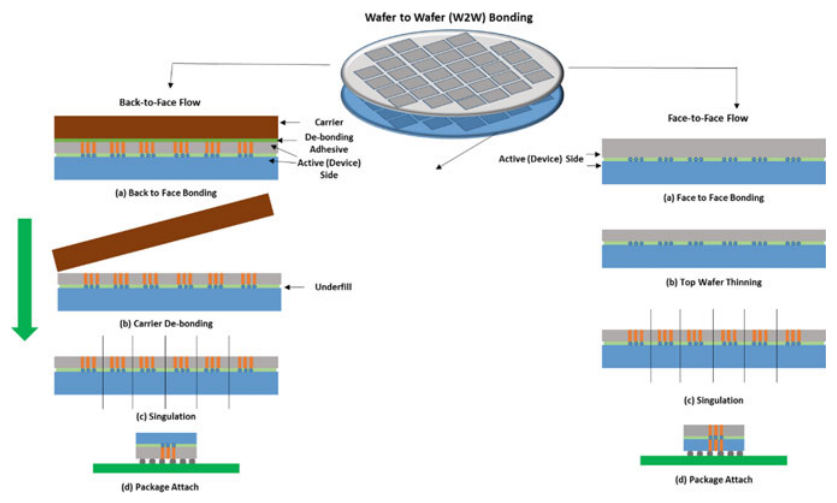 Wafer to Wafer (W2W) Bonding
Back-to-Face Flow
Carrier
De-bonding
Adhesive
Active (Device)
Side
(a) Back to Face Bonding
Underfill
(b) Carrier De-bonding
(c) Singulation
(d) Package Attach
Face-to-Face Flow
Active (Device) Side
(a) Face to Face Bonding
(b) Top Wafer Thinning
(c) Singulation
(d) Package Attach